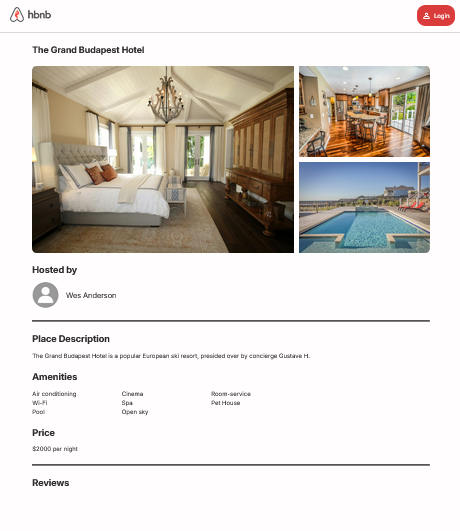 hbnb
Login
The Grand Budapest Hotel
Hosted by
Wes Anderson
Place Description
The Grand Budapest Hotel is a popular European ski resort, presided over by concierge Gustave H.
Amenities
Air conditioning Cinema Room-service
Wi-Fi Spa Pet House
Pool Open sky
Price
$2000 per night
Reviews